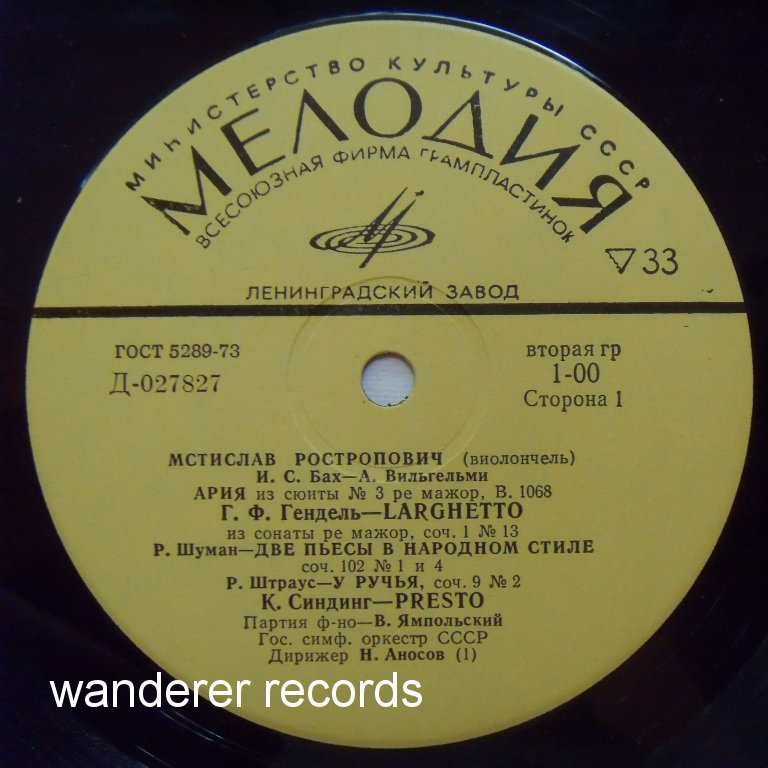 МИНИСТЕРСТВО КУЛЬТУРЫ СССР
МЕЛОДИЯ
ВСЕСОЮЗНАЯ ФИРМА ГРАМПЛАСТИНОК
33
ЛЕНИНГРАДСКИЙ ЗАВОД
ГОСТ 5289-73
Д-027827
вторая гр
1-00
Сторона 1
МСТИСЛАВ РОСТРОПОВИЧ (виолончель)
И. С. Бах—А. Вильгельми
АРИЯ из сюиты № 3 ре мажор, В. 1068
Г. Ф. Гендель—LARGHETTO
из сонаты ре мажор, соч. 1 № 13
Р. Шуман—ДВЕ ПЬЕСЫ В НАРОДНОМ СТИЛЕ
соч. 102 № 1 и 4
Р. Штраус—У РУЧЬЯ, соч. 9 № 2
К. Синдинг—PRESTO
Партия ф-но—В. Ямпольский
Гос. симф. оркестр СССР
Дирижер Н. Аносов (1)
wanderer records